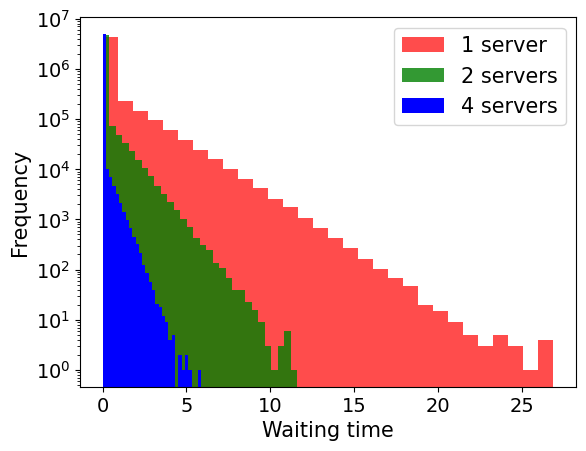 10⁷
10⁶
10⁵
10⁴
10³
10²
10¹
10⁰
Frequency
1 server
2 servers
4 servers
0 5 10 15 20 25
Waiting time